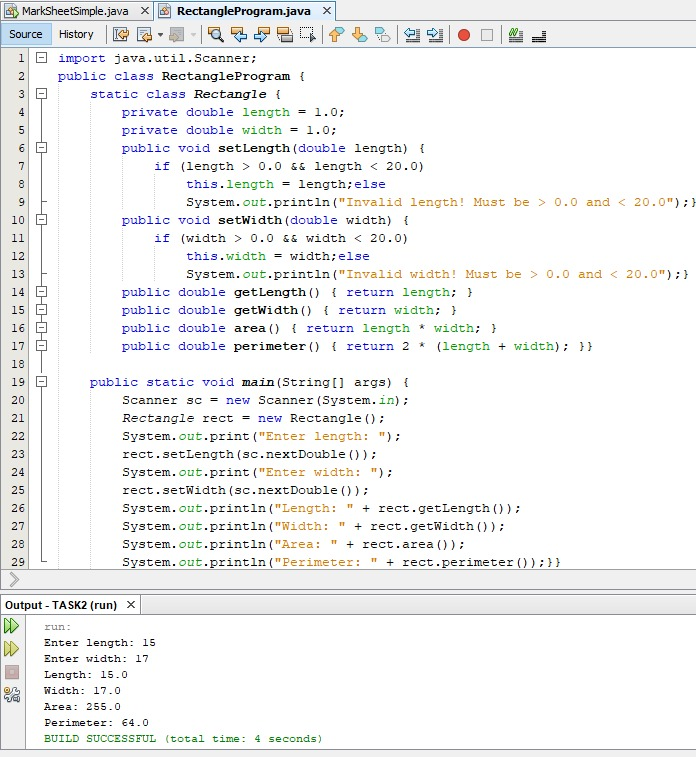 MarkSheetSimple.java RectangleProgram.java
Source History
1 import java.util.Scanner;
2 public class RectangleProgram {
3 static class Rectangle {
4 private double length = 1.0;
5 private double width = 1.0;
6 public void setLength(double length) {
7 if (length > 0.0 && length < 20.0)
8 this.length = length;else
9 System.out.println("Invalid length! Must be > 0.0 and < 20.0");}
10 public void setWidth(double width) {
11 if (width > 0.0 && width < 20.0)
12 this.width = width;else
13 System.out.println("Invalid width! Must be > 0.0 and < 20.0");}
14 public double getLength() { return length; }
15 public double getWidth() { return width; }
16 public double area() { return length * width; }
17 public double perimeter() { return 2 * (length + width); }}
18
19 public static void main(String[] args) {
20 Scanner sc = new Scanner(System.in);
21 Rectangle rect = new Rectangle();
22 System.out.print("Enter length: ");
23 rect.setLength(sc.nextDouble());
24 System.out.print("Enter width: ");
25 rect.setWidth(sc.nextDouble());
26 System.out.println("Length: " + rect.getLength());
27 System.out.println("Width: " + rect.getWidth());
28 System.out.println("Area: " + rect.area());
29 System.out.println("Perimeter: " + rect.perimeter());}}
Output - TASK2 (run)
run:
Enter length: 15
Enter width: 17
Length: 15.0
Width: 17.0
Area: 255.0
Perimeter: 64.0
BUILD SUCCESSFUL (total time: 4 seconds)